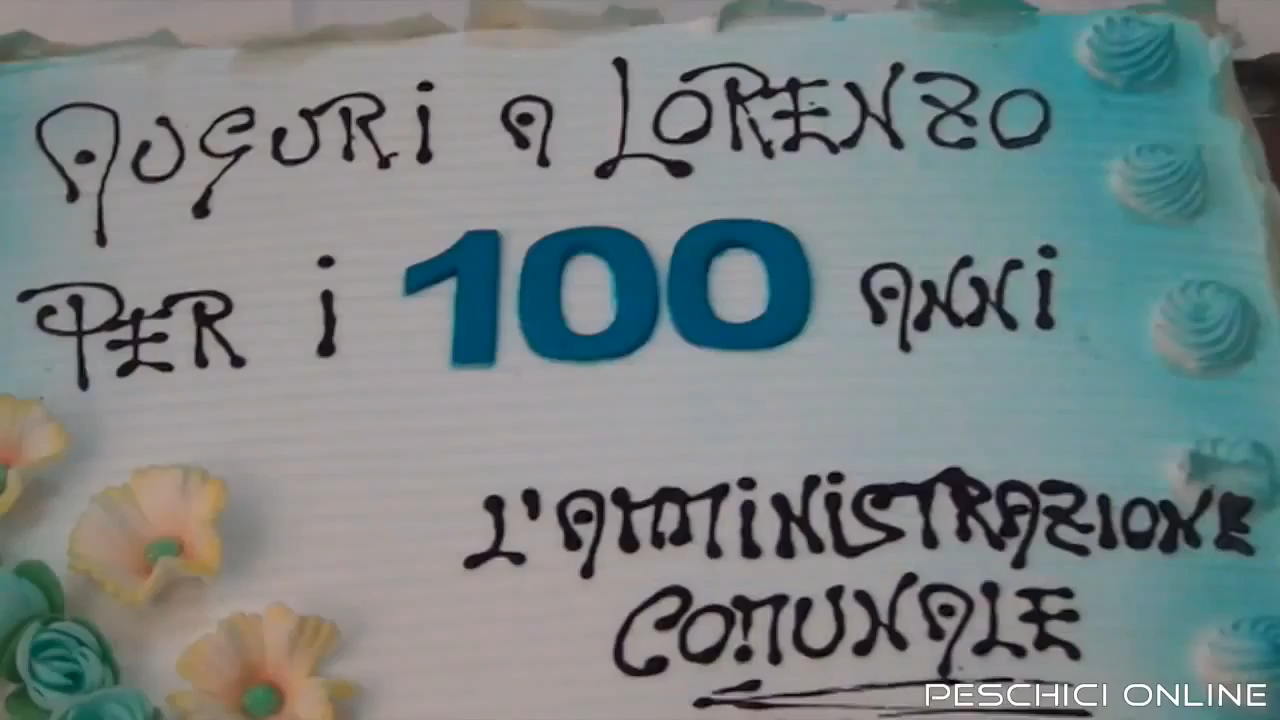 AUGURi A LORENZO
PER i 100 ANNi
L'AMMiNiSTRAZIONE
COMUNALE
PESCHICI ONLINE